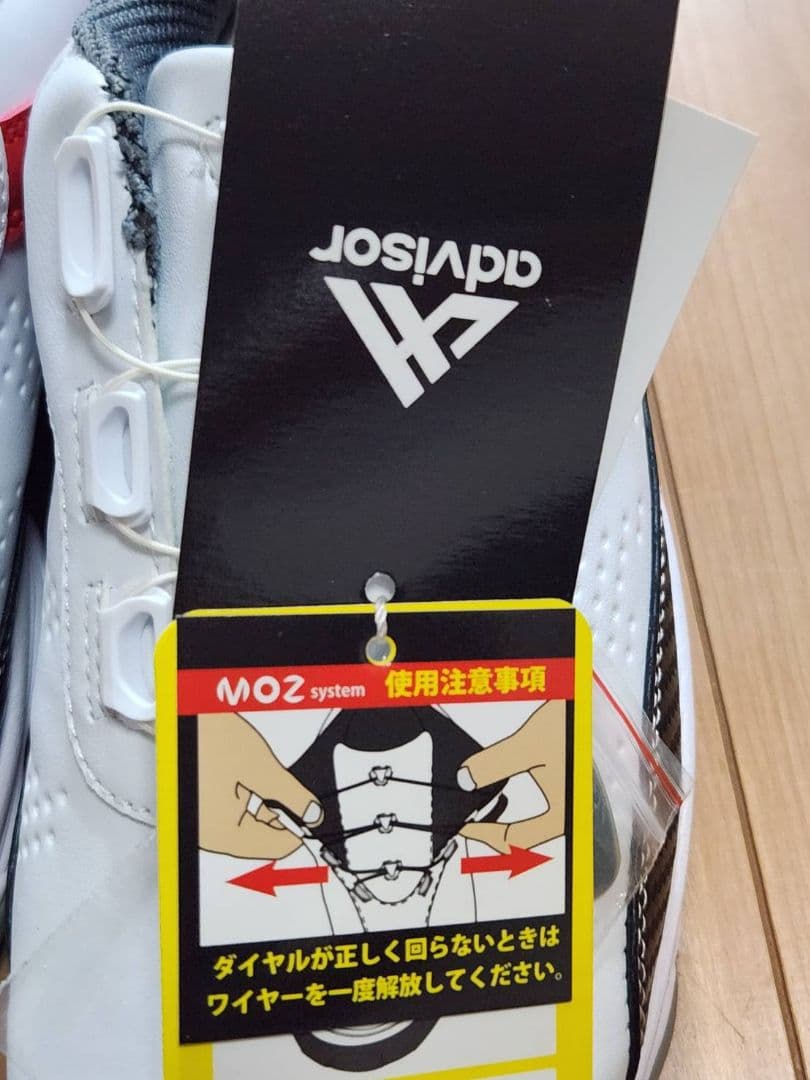 advisor
MOZ system 使用注意事項
ダイヤルが正しく回らないときは
ワイヤーを一度解放してください。